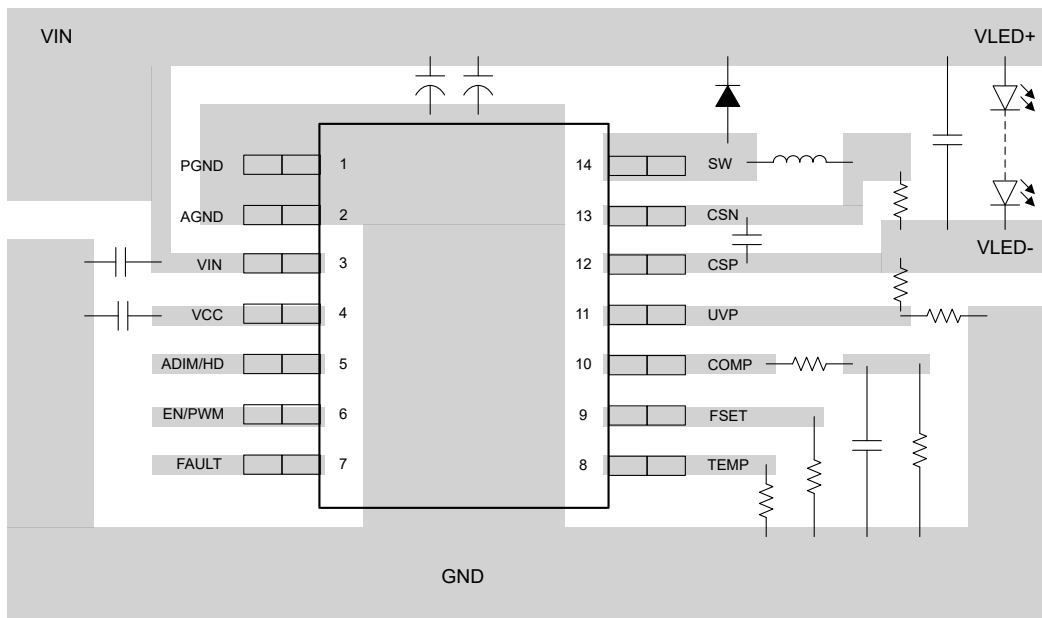 VIN
VLED+
PGND 1
14 SW
AGND 2
13 CSN
VLED-
VIN 3
12 CSP
VCC 4
11 UVP
ADIM/HD 5
10 COMP
EN/PWM 6
9 FSET
FAULT 7
8 TEMP
GND